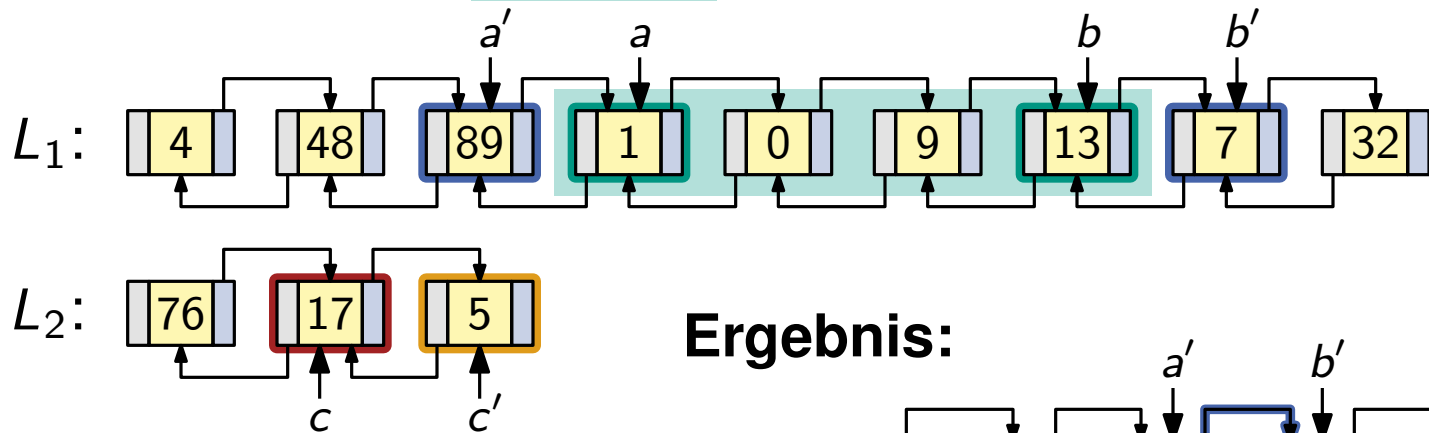 a′ a b b′
L₁: 4 48 89 1 0 9 13 7 32
L₂: 76 17 5
Ergebnis:
a′ b′
c c′